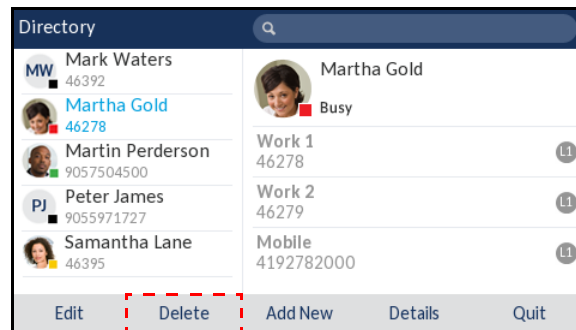 Directory
MW Mark Waters
46392
Martha Gold
46278
Martin Perderson
9057504500
PJ Peter James
9055971727
Samantha Lane
46395
Martha Gold
Busy
Work 1
46278 L1
Work 2
46279 L1
Mobile
4192782000 L1
Edit Delete Add New Details Quit